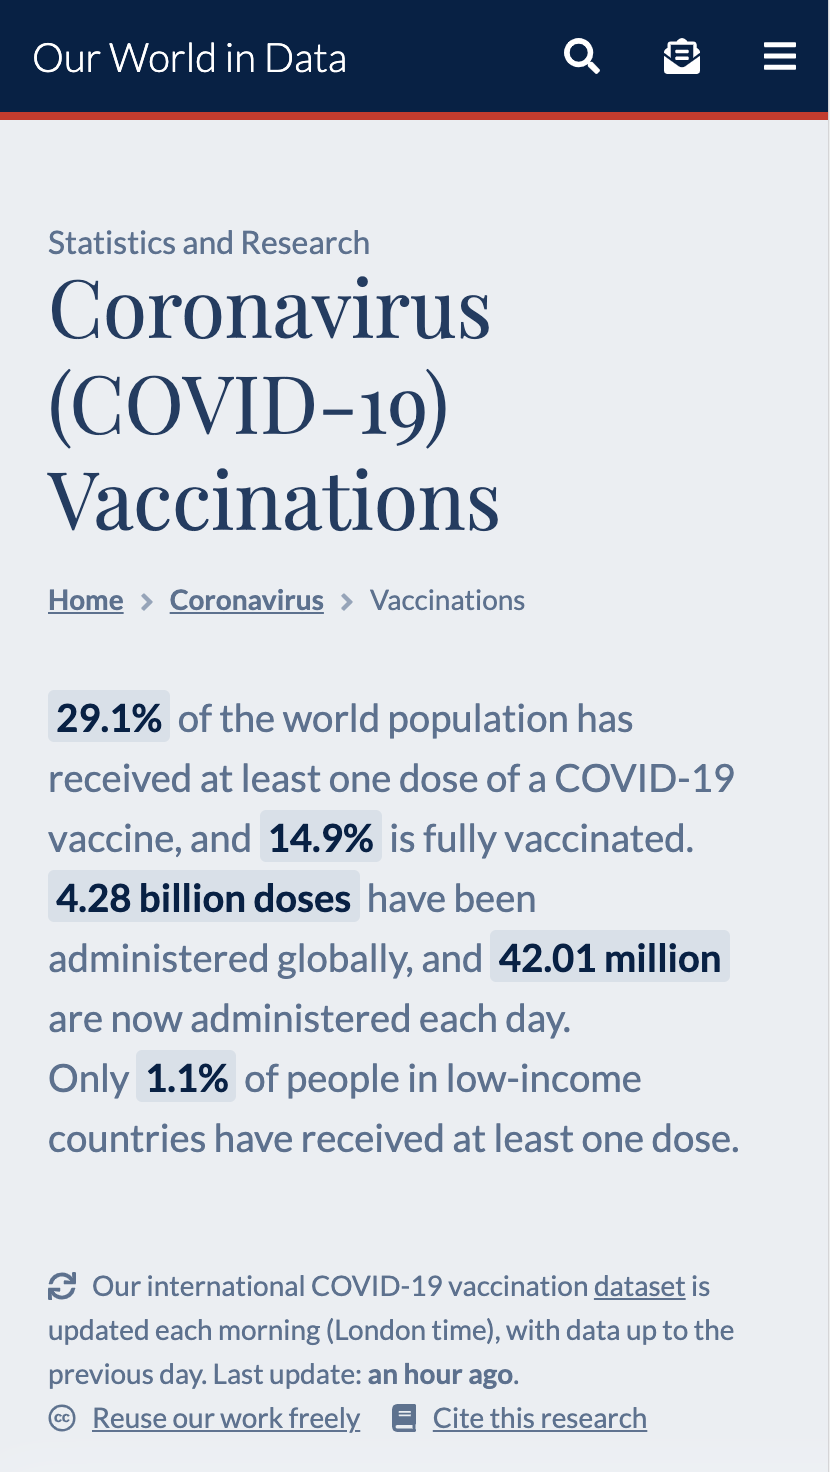 Our World in Data
Statistics and Research
Coronavirus
(COVID-19)
Vaccinations
Home > Coronavirus > Vaccinations
29.1% of the world population has
received at least one dose of a COVID-19
vaccine, and 14.9% is fully vaccinated.
4.28 billion doses have been
administered globally, and 42.01 million
are now administered each day.
Only 1.1% of people in low-income
countries have received at least one dose.
Our international COVID-19 vaccination dataset is
updated each morning (London time), with data up to the
previous day. Last update: an hour ago.
cc Reuse our work freely Cite this research